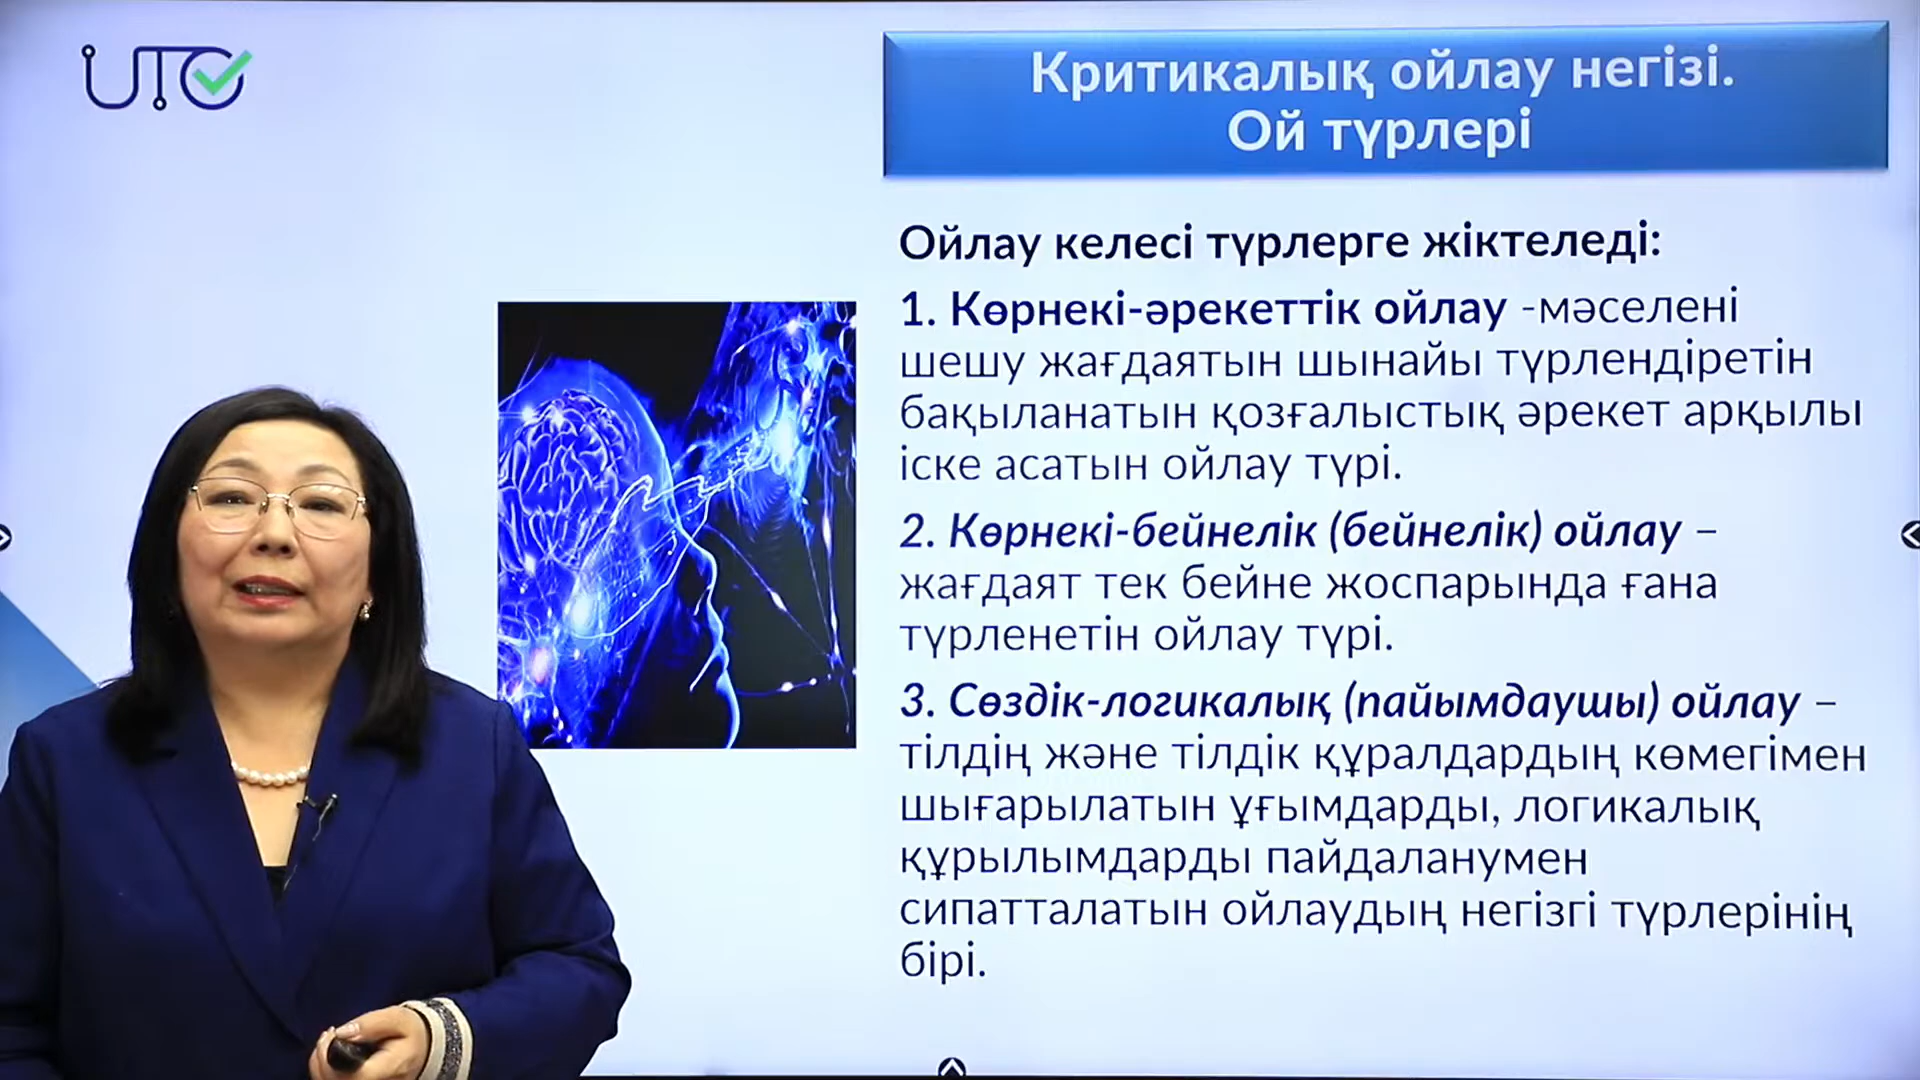 UTO
Критикалық ойлау негізі.
Ой түрлері
Ойлау келесі түрлерге жіктеледі:
1. Көрнекі-әрекеттік ойлау -мәселені
шешу жағдаятын шынайы түрлендіретін
бақыланатын қозғалыстық әрекет арқылы
іске асатын ойлау түрі.
2. Көрнекі-бейнелік (бейнелік) ойлау –
жағдаят тек бейне жоспарында ғана
түрленетін ойлау түрі.
3. Сөздік-логикалық (пайымдаушы) ойлау –
тілдің және тілдік құралдардың көмегімен
шығарылатын ұғымдарды, логикалық
құрылымдарды пайдаланумен
сипатталатын ойлаудың негізгі түрлерінің
бірі.